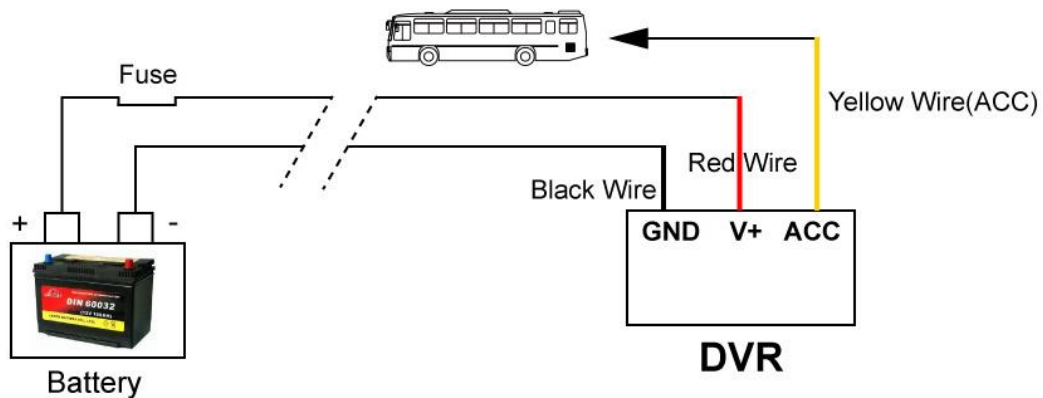 Fuse
Yellow Wire(ACC)
Red Wire
Black Wire
+
-
GND V+ ACC
DIN 60032
DVR
Battery